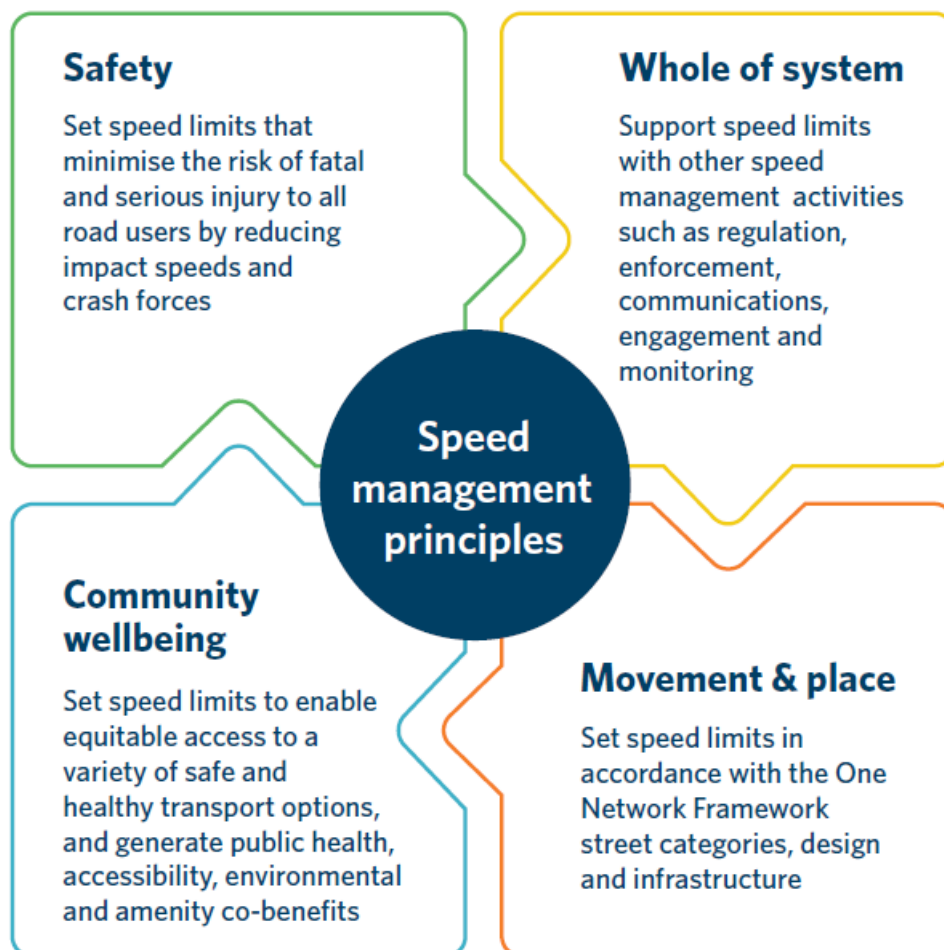 Safety
Set speed limits that
minimise the risk of fatal
and serious injury to all
road users by reducing
impact speeds and
crash forces
Whole of system
Support speed limits
with other speed
management activities
such as regulation,
enforcement,
communications,
engagement and
monitoring
Speed
management
principles
Community
wellbeing
Set speed limits to enable
equitable access to a
variety of safe and
healthy transport options,
and generate public health,
accessibility, environmental
and amenity co-benefits
Movement & place
Set speed limits in
accordance with the One
Network Framework
street categories, design
and infrastructure